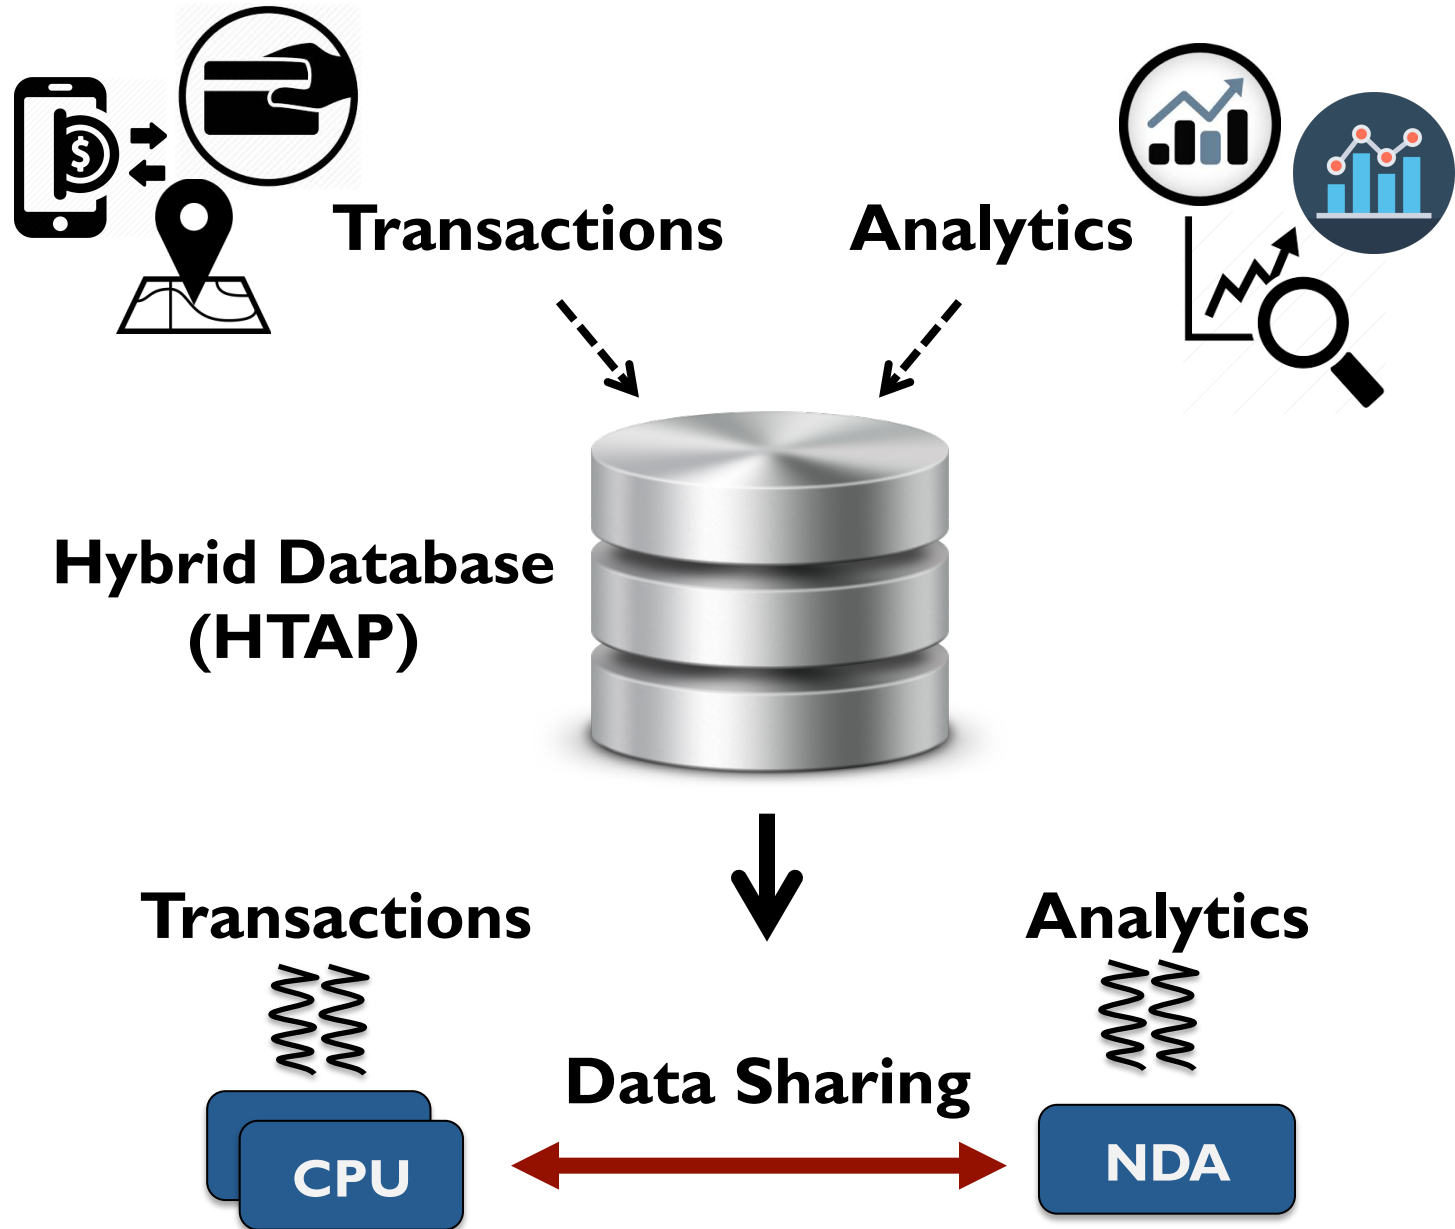 $
Transactions
Analytics
Hybrid Database
(HTAP)
Transactions
Analytics
Data Sharing
CPU
NDA